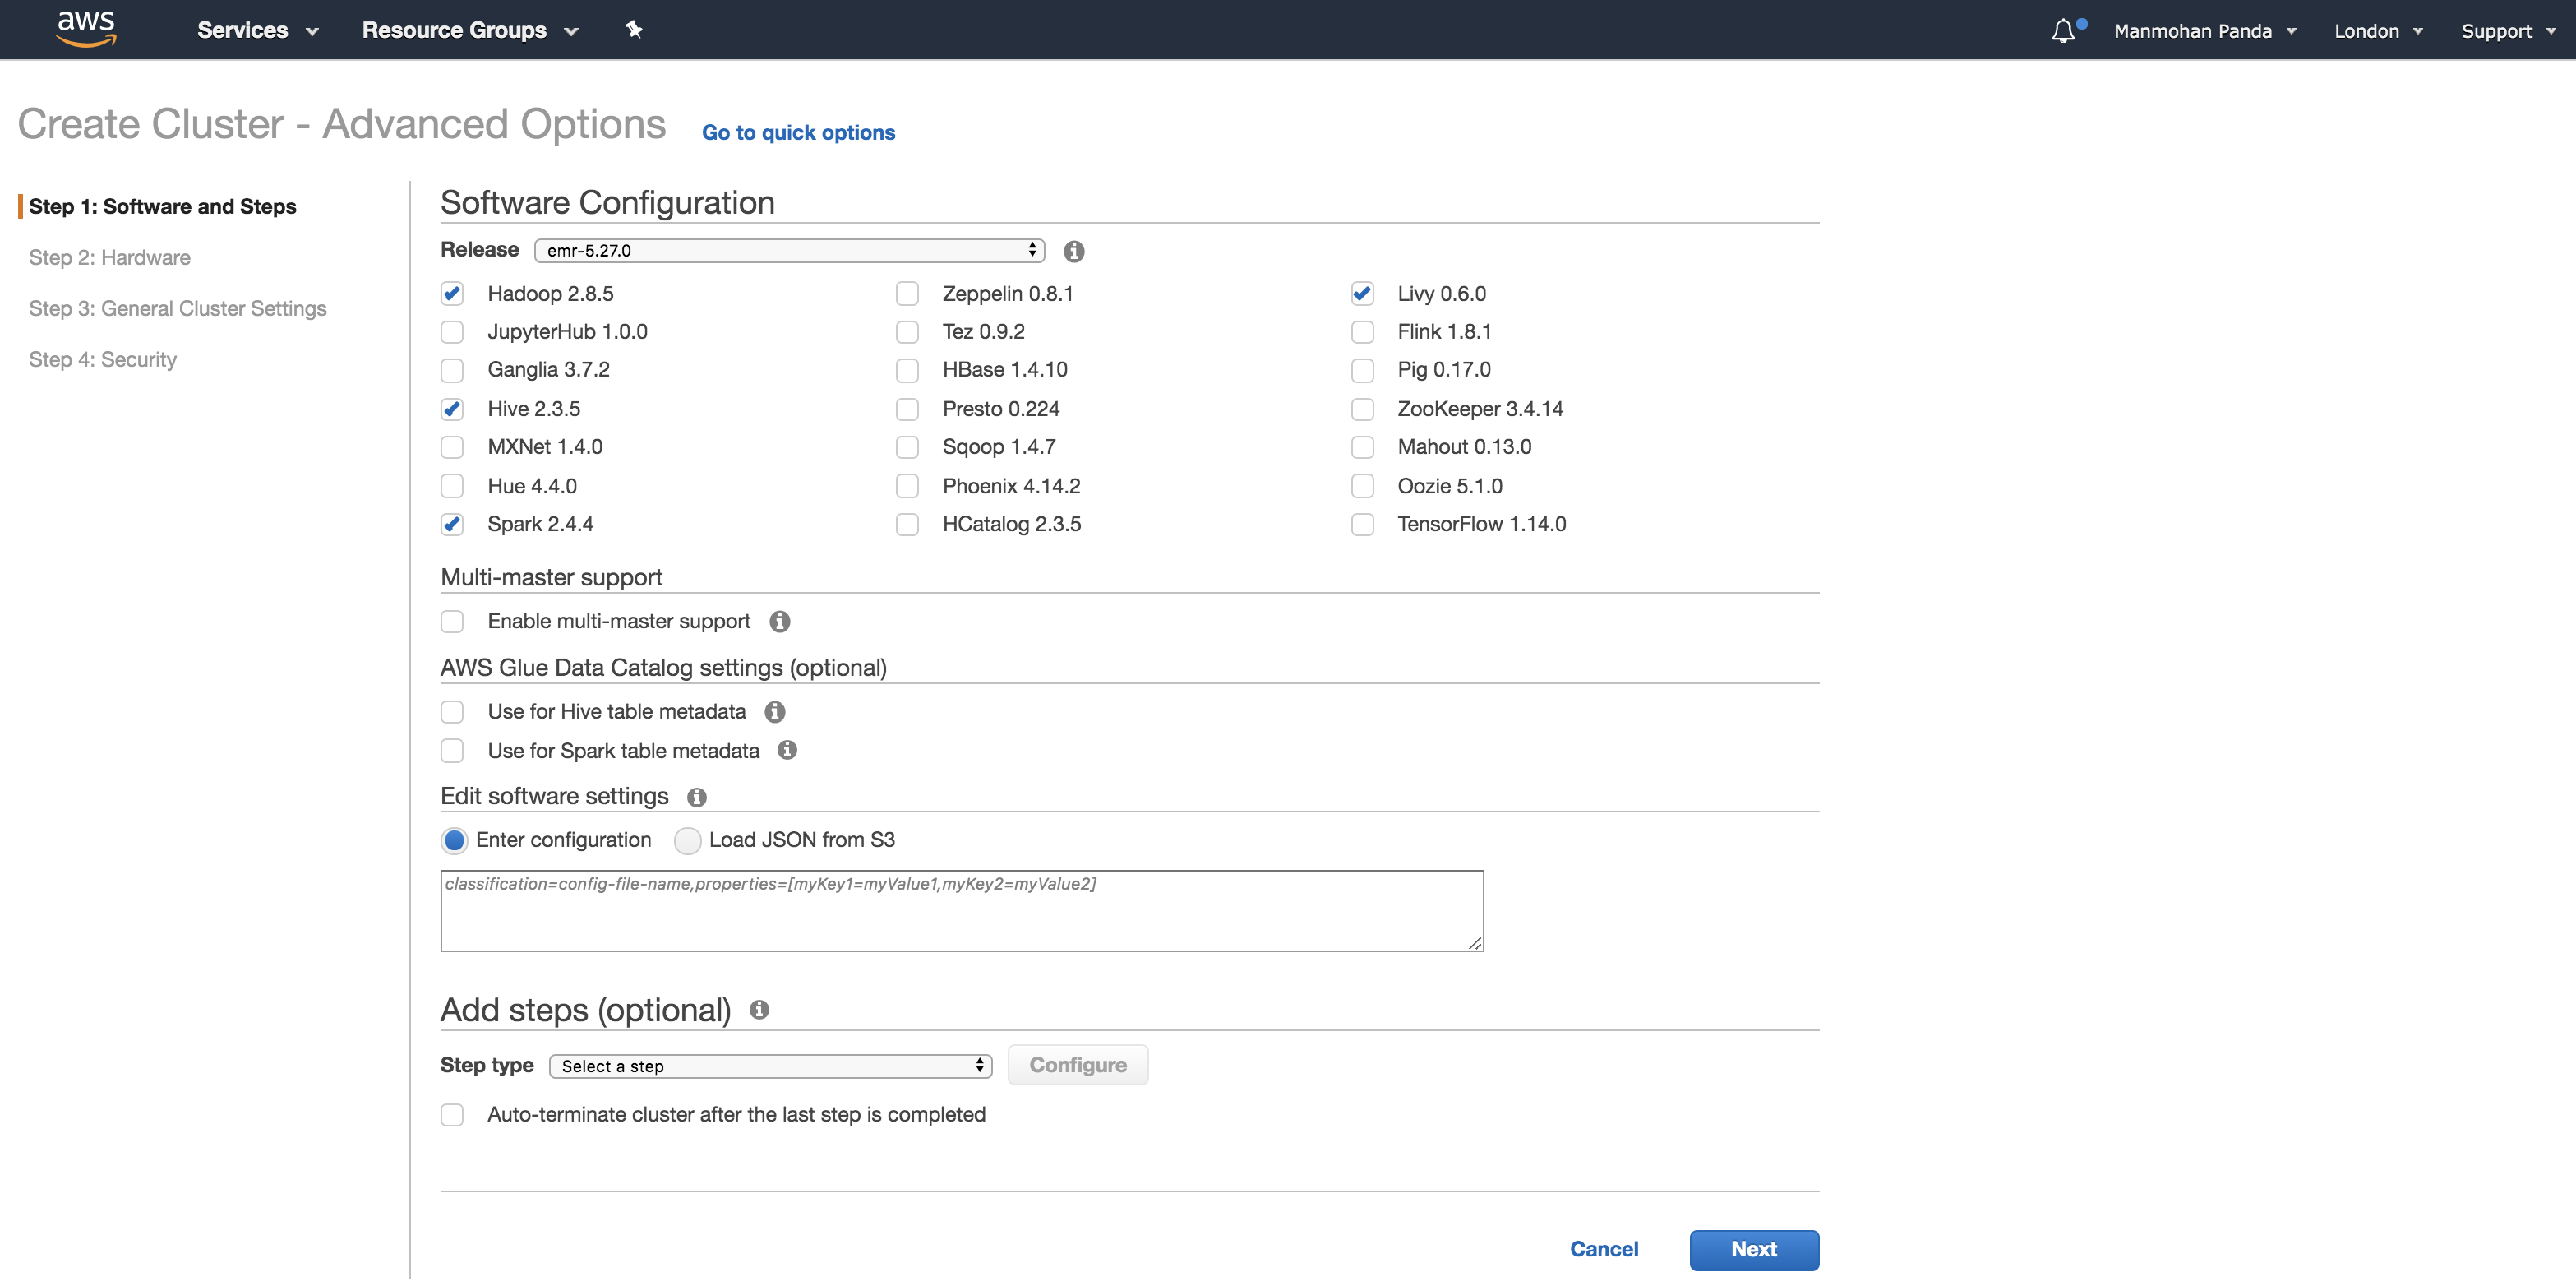 aws Services Resource Groups Manmohan Panda London Support
Create Cluster - Advanced Options Go to quick options
Step 1: Software and Steps
Step 2: Hardware
Step 3: General Cluster Settings
Step 4: Security
Software Configuration
Release emr-5.27.0
Hadoop 2.8.5 Zeppelin 0.8.1 Livy 0.6.0
JupyterHub 1.0.0 Tez 0.9.2 Flink 1.8.1
Ganglia 3.7.2 HBase 1.4.10 Pig 0.17.0
Hive 2.3.5 Presto 0.224 ZooKeeper 3.4.14
MXNet 1.4.0 Sqoop 1.4.7 Mahout 0.13.0
Hue 4.4.0 Phoenix 4.14.2 Oozie 5.1.0
Spark 2.4.4 HCatalog 2.3.5 TensorFlow 1.14.0
Multi-master support
Enable multi-master support
AWS Glue Data Catalog settings (optional)
Use for Hive table metadata
Use for Spark table metadata
Edit software settings
Enter configuration Load JSON from S3
classification=config-file-name,properties=[myKey1=myValue1,myKey2=myValue2]
Add steps (optional)
Step type Select a step Configure
Auto-terminate cluster after the last step is completed
Cancel Next